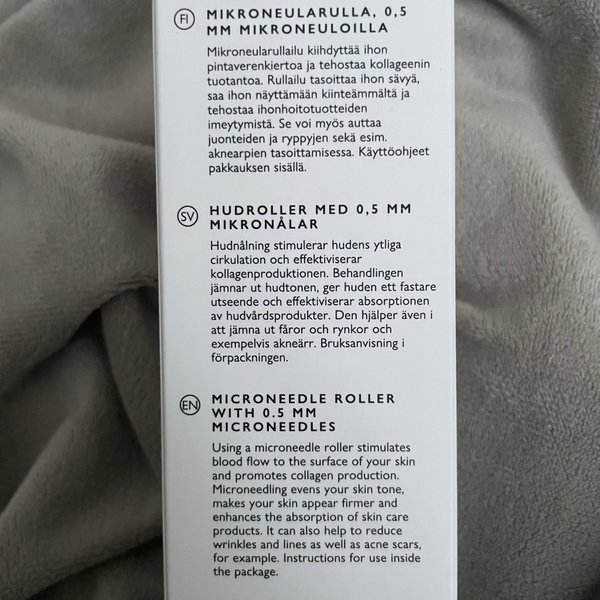 FI MIKRONEULARULLA, 0,5
MM MIKRONEULOILLA
Mikroneularullailu kiihdyttää ihon
pintaverenkiertoa ja tehostaa kollageenin
tuotantoa. Rullailu tasoittaa ihon sävyä,
saa ihon näyttämään kiinteämmältä ja
tehostaa ihonhoitotuotteiden
imeytymistä. Se voi myös auttaa
juonteiden ja ryppyjen sekä esim.
aknearpien tasoittamisessa. Käyttöohjeet
pakkauksen sisällä.
SV HUDROLLER MED 0,5 MM
MIKRONÅLAR
Hudnålning stimulerar hudens ytliga
cirkulation och effektiviserar
kollagenproduktionen. Behandlingen
jämnar ut hudtonen, ger huden ett fastare
utseende och effektiviserar absorptionen
av hudvårdsprodukter. Den hjälper även i
att jämna ut fåror och rynkor och
exempelvis akneärr. Bruksanvisning i
förpackningen.
EN MICRONEEDLE ROLLER
WITH 0.5 MM
MICRONEEDLES
Using a microneedle roller stimulates
blood flow to the surface of your skin
and promotes collagen production.
Microneedling evens your skin tone,
makes your skin appear firmer and
enhances the absorption of skin care
products. It can also help to reduce
wrinkles and lines as well as acne scars,
for example. Instructions for use inside
the package.